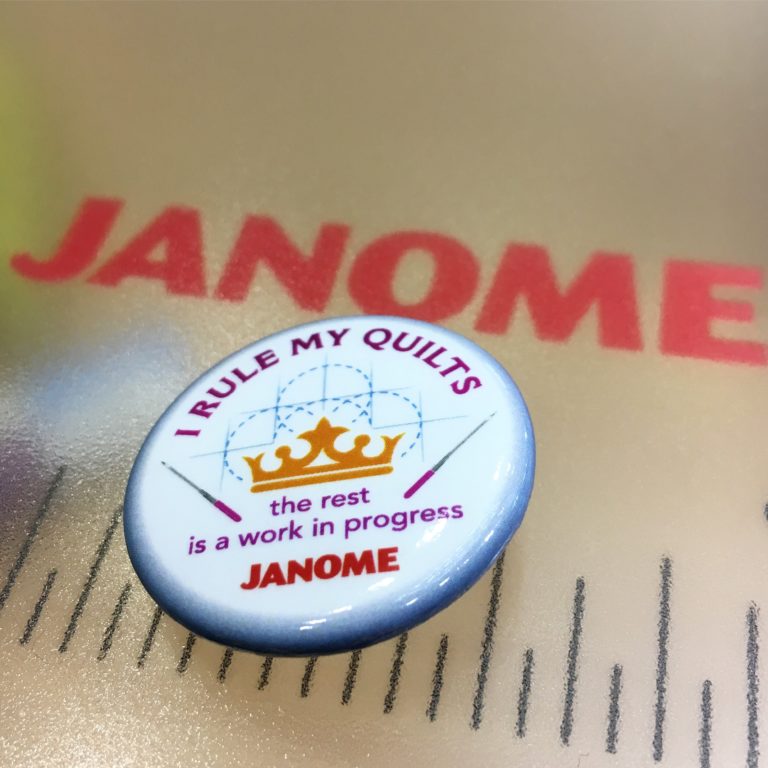 JANOME
I RULE MY QUILTS
the rest
is a work in progress
JANOME